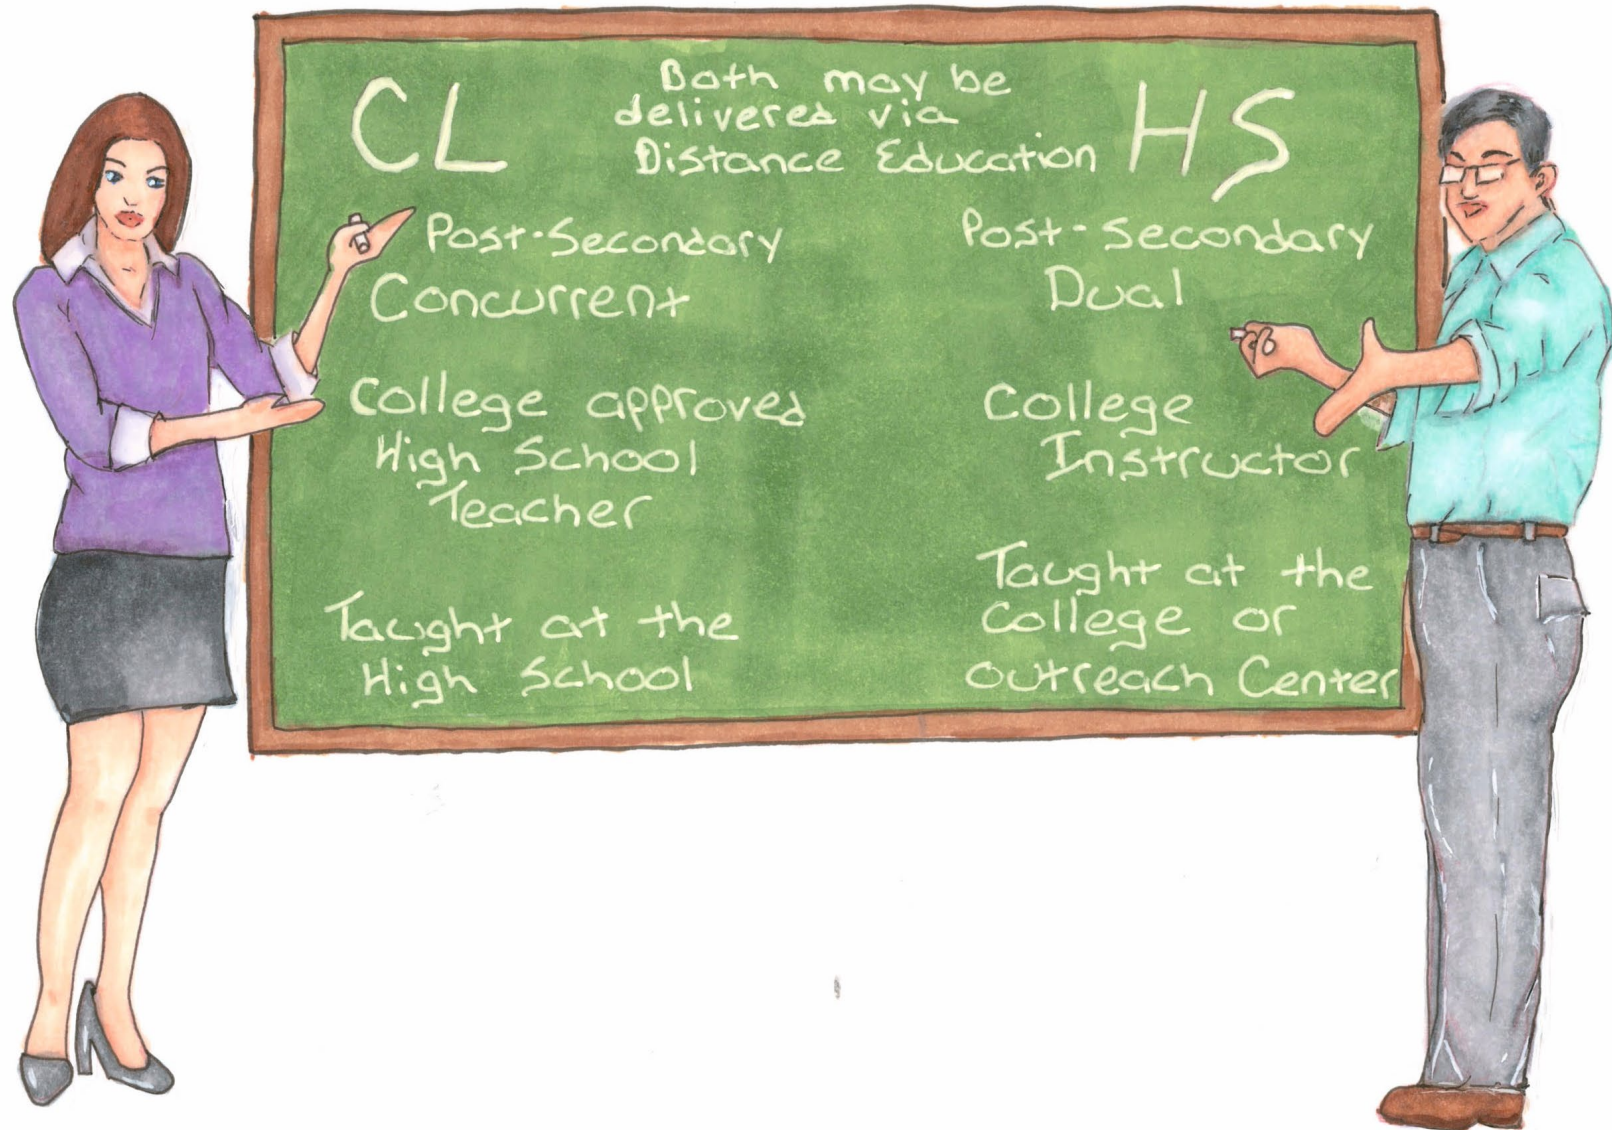 CL
Both may be
delivered via
Distance Education
HS
Post-Secondary
Concurrent
College approved
High School
Teacher
Taught at the
High School
Post-Secondary
Dual
College
Instructor
Taught at the
College or
Outreach Center